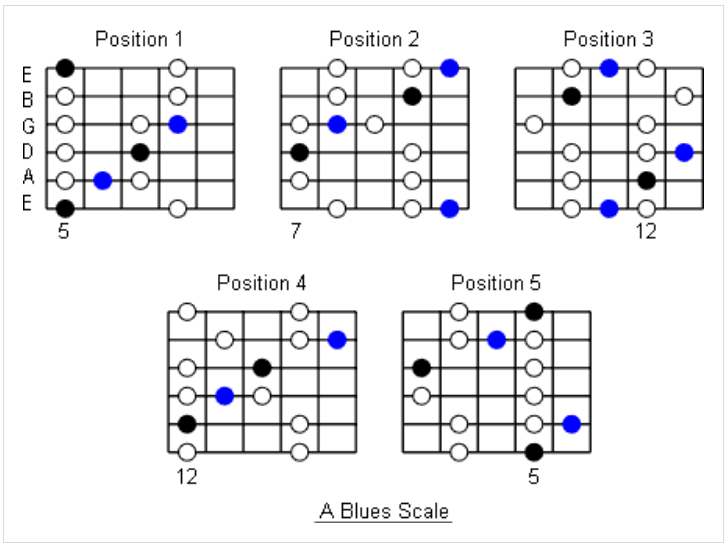 Position 1
Position 2
Position 3
E
B
G
D
A
E
5
7
12
Position 4
Position 5
12
5
A Blues Scale